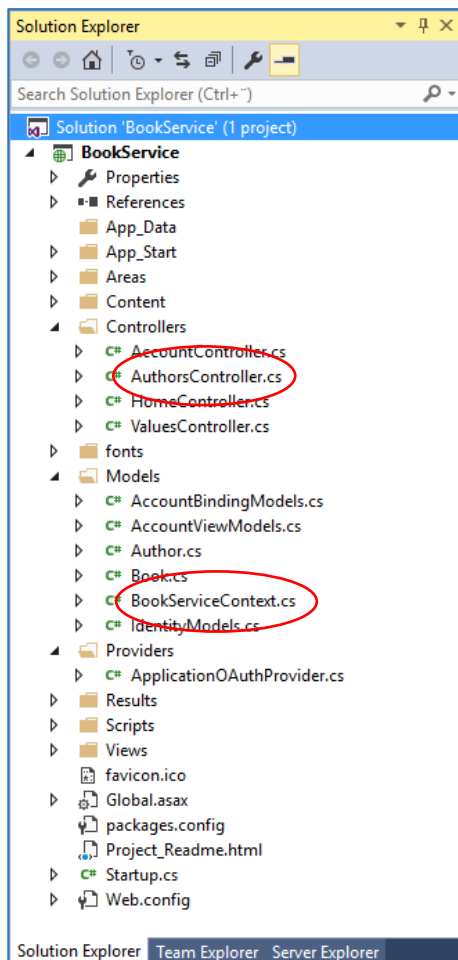 Solution Explorer
Search Solution Explorer (Ctrl+¨)
Solution 'BookService' (1 project)
BookService
Properties
References
App_Data
App_Start
Areas
Content
Controllers
C# AccountController.cs
C# AuthorsController.cs
C# HomeController.cs
C# ValuesController.cs
fonts
Models
C# AccountBindingModels.cs
C# AccountViewModels.cs
C# Author.cs
C# Book.cs
C# BookServiceContext.cs
C# IdentityModels.cs
Providers
C# ApplicationOAuthProvider.cs
Results
Scripts
Views
favicon.ico
Global.asax
packages.config
Project_Readme.html
C# Startup.cs
Web.config
Solution Explorer Team Explorer Server Explorer